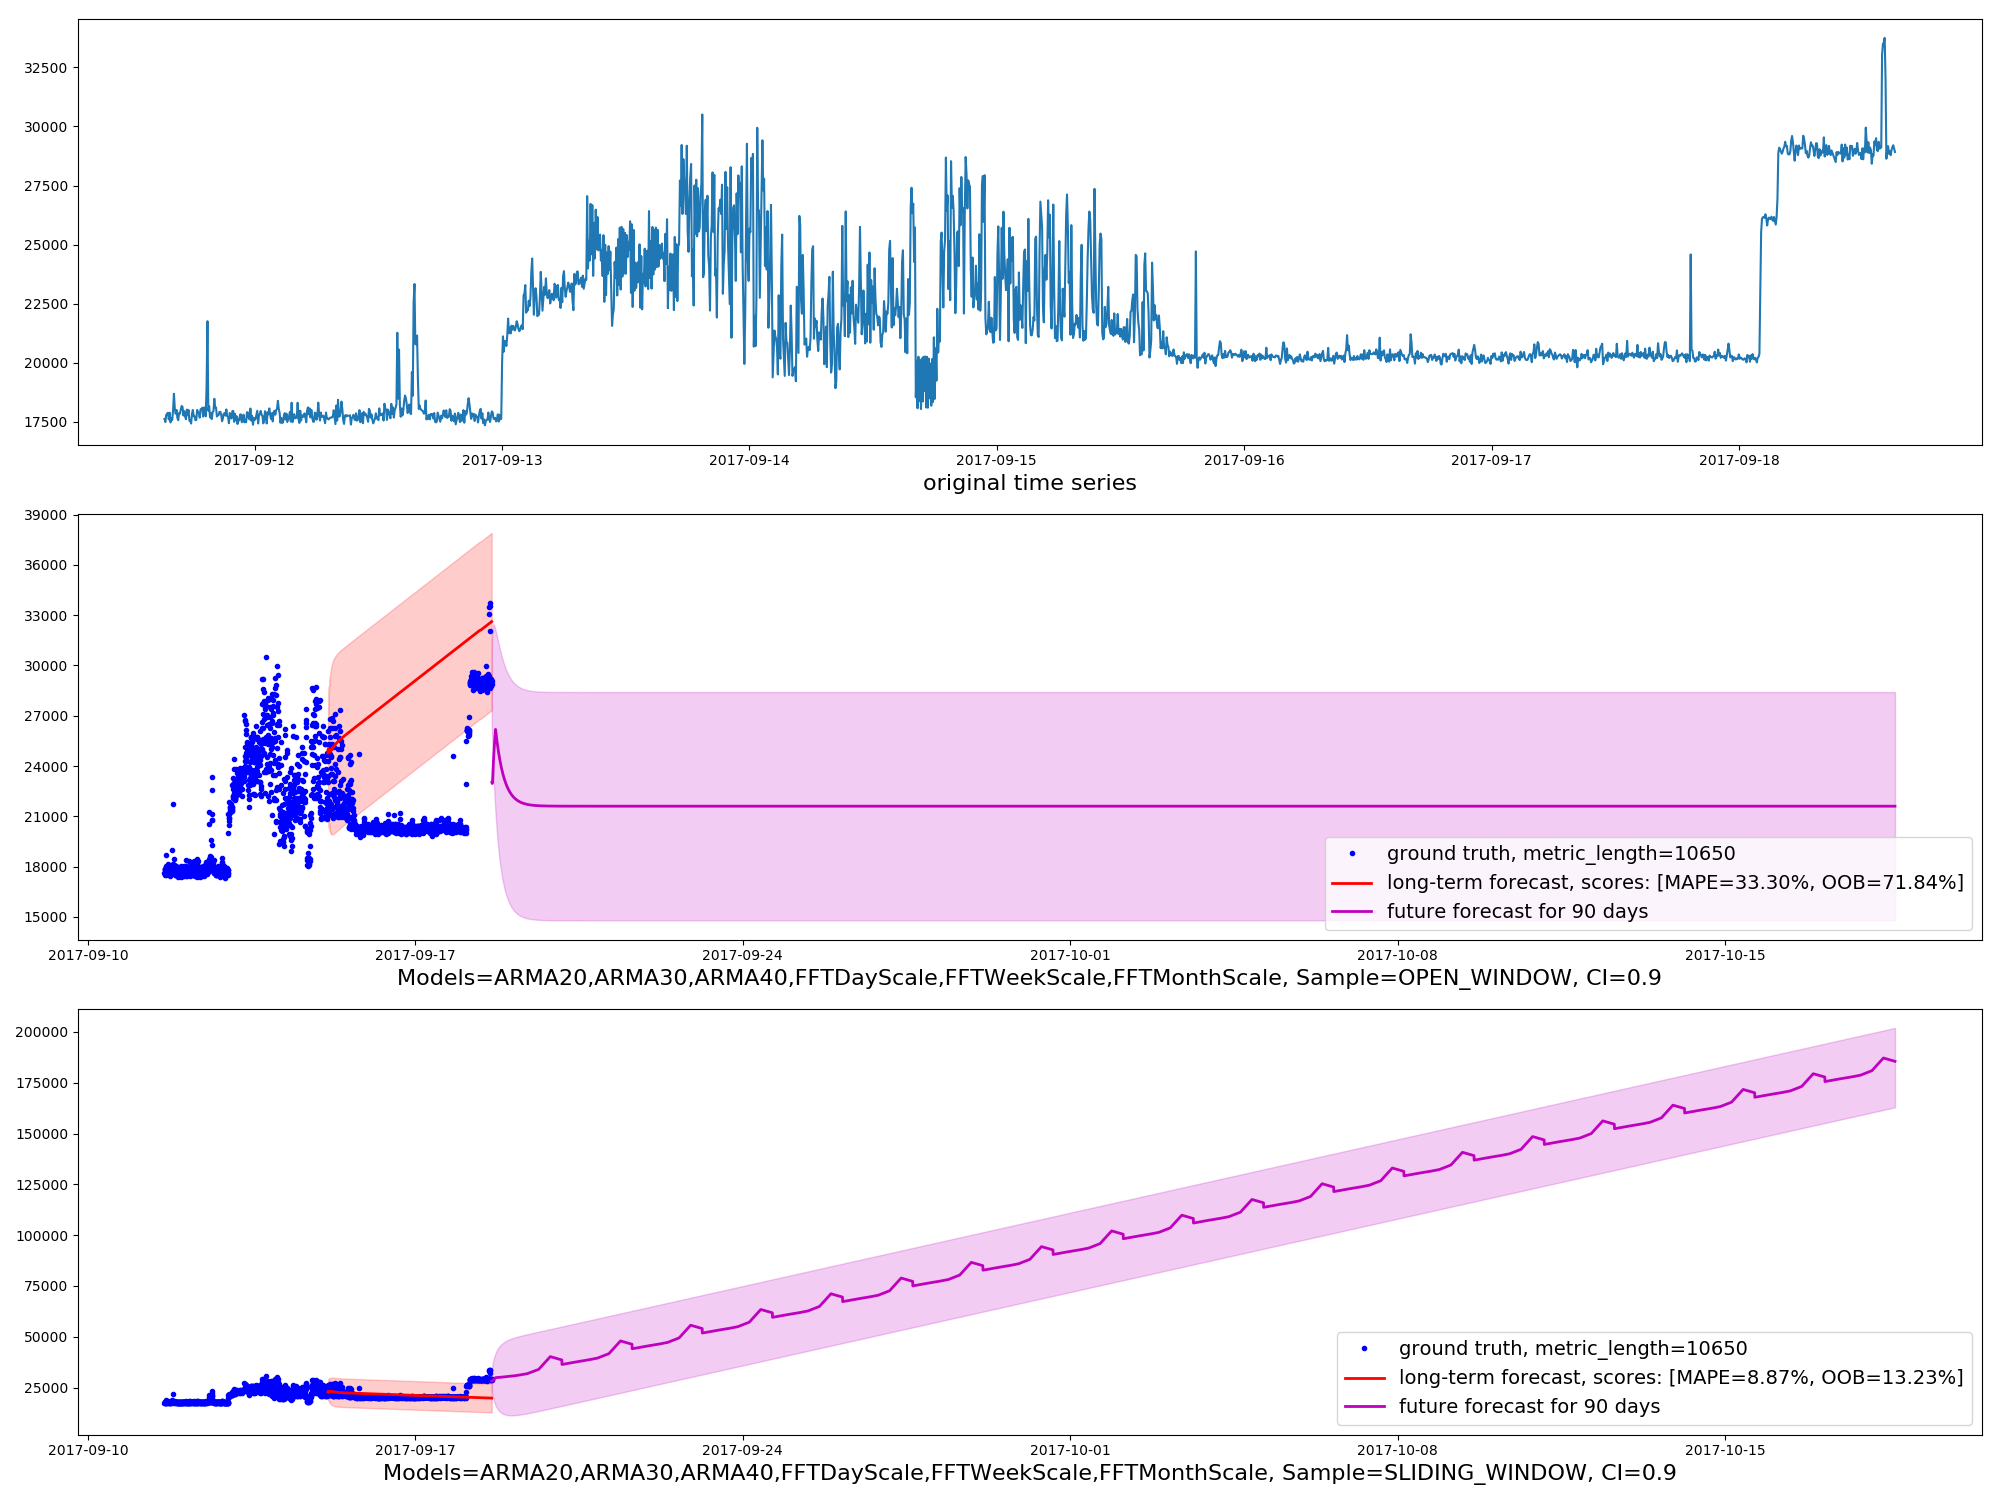 32500
30000
27500
25000
22500
20000
17500
2017-09-12 2017-09-13 2017-09-14 2017-09-15 2017-09-16 2017-09-17 2017-09-18
original time series
39000
36000
33000
30000
27000
24000
21000
18000
15000
ground truth, metric_length=10650
long-term forecast, scores: [MAPE=33.30%, OOB=71.84%]
future forecast for 90 days
2017-09-10 2017-09-17 2017-09-24 2017-10-01 2017-10-08 2017-10-15
Models=ARMA20,ARMA30,ARMA40,FFTDayScale,FFTWeekScale,FFTMonthScale, Sample=OPEN_WINDOW, CI=0.9
200000
175000
150000
125000
100000
75000
50000
25000
ground truth, metric_length=10650
long-term forecast, scores: [MAPE=8.87%, OOB=13.23%]
future forecast for 90 days
2017-09-10 2017-09-17 2017-09-24 2017-10-01 2017-10-08 2017-10-15
Models=ARMA20,ARMA30,ARMA40,FFTDayScale,FFTWeekScale,FFTMonthScale, Sample=SLIDING_WINDOW, CI=0.9